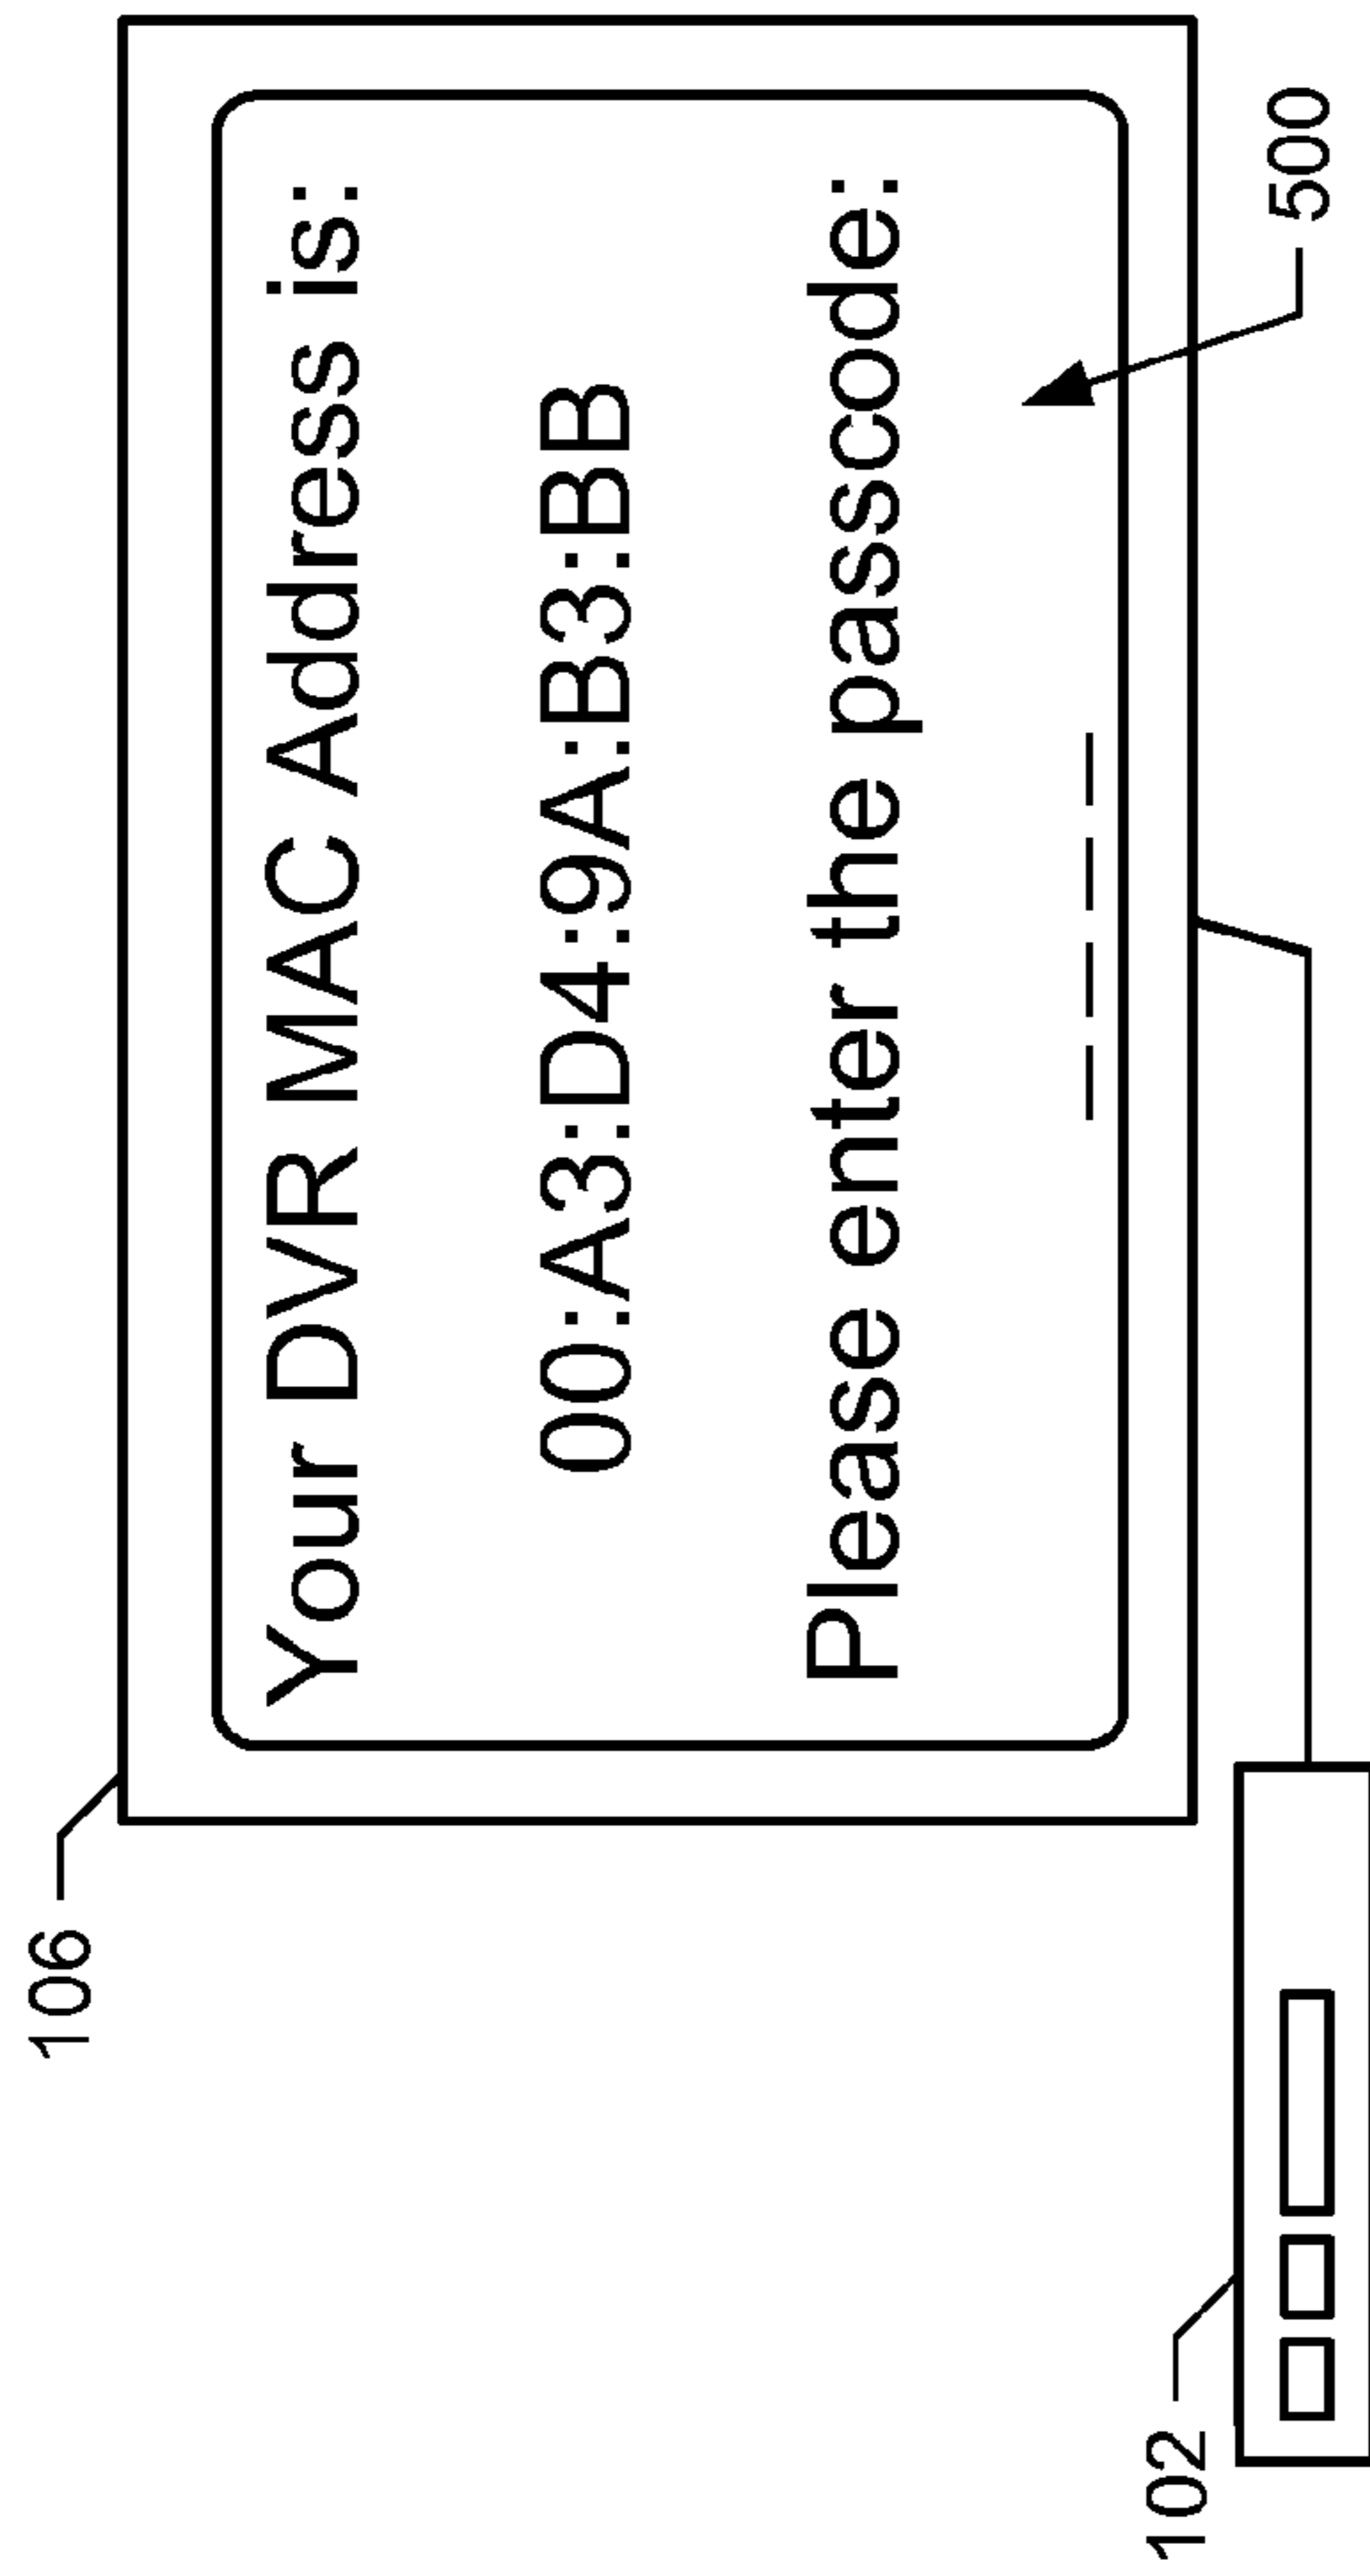 106
Your DVR MAC Address is:
00:A3:D4:9A:B3:BB
Please enter the passcode:
_ _ _ _
500
102